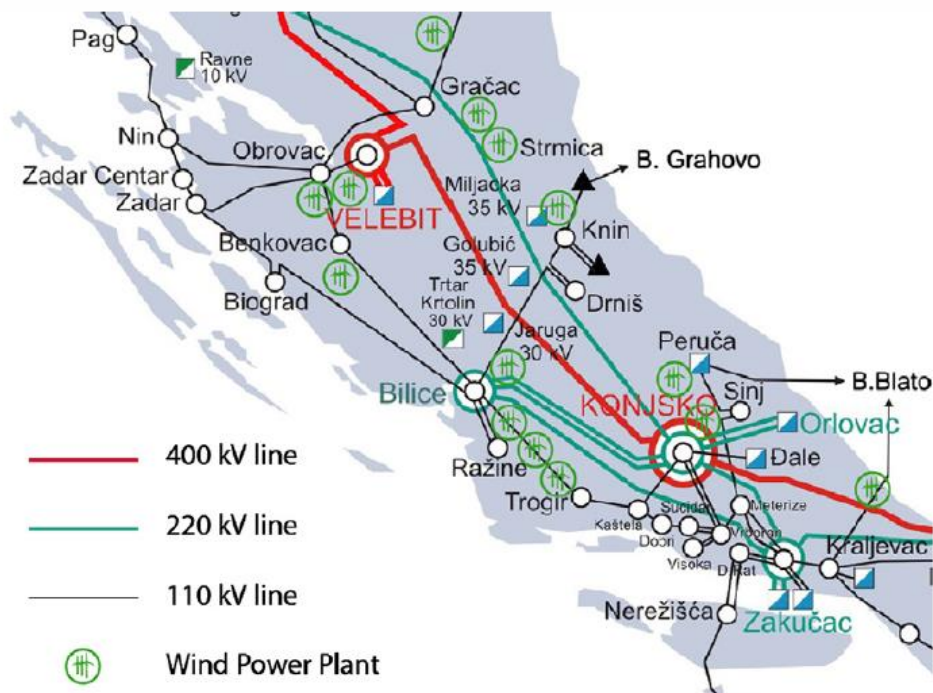 Pag
Ravne
10 kV
Gračac
Nin
Obrovac
Strmica
B. Grahovo
Zadar Centar
Miljacka
35 kV
Zadar
VELEBIT
Knin
Benkovac
Golubić
35 kV
Biograd
Trtar
Krtolin
30 kV
Drniš
Jaruga
30 kV
Peruča
B.Blato
Bilice
KONJSKO
Sinj
Orlovac
400 kV line
Ražine
Đale
Trogir
Meterize
220 kV line
Kaštela
Sućidar
Dobri
Vrboran
Visoka
D.Rat
Kraljevac
110 kV line
Nerežišća
Zakučac
Wind Power Plant